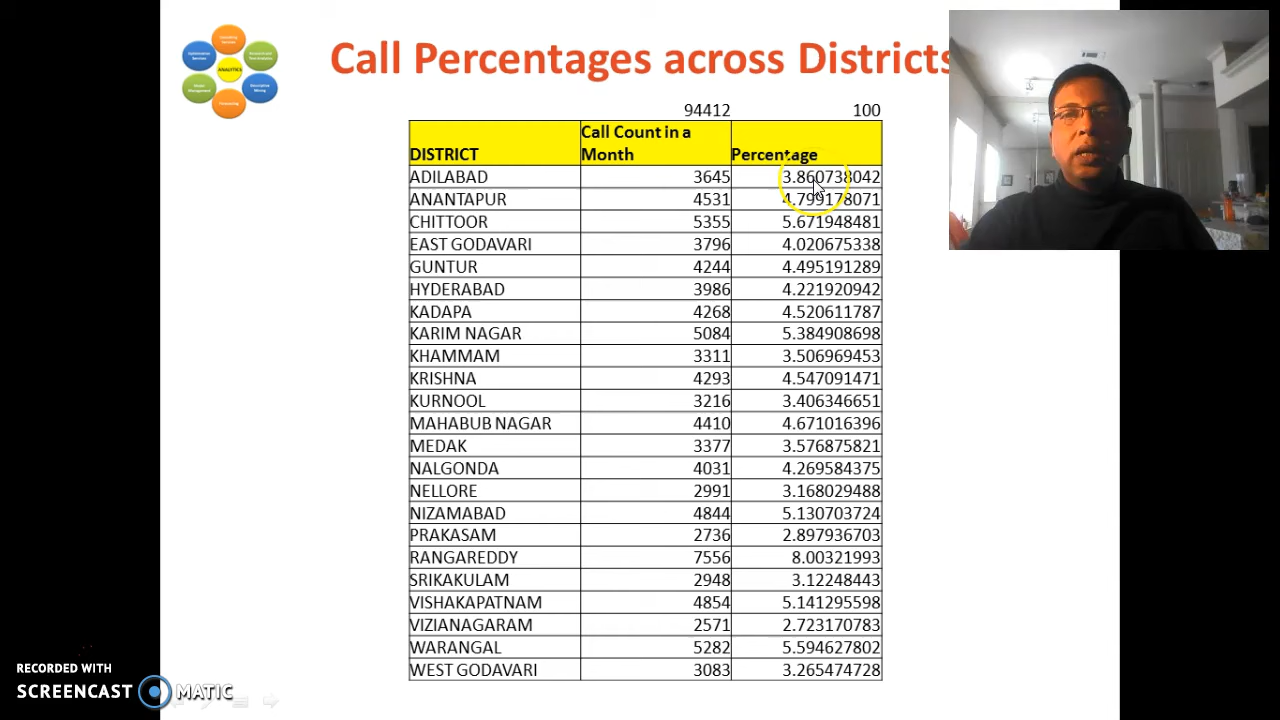 Call Percentages across Districts
ANALYTICS
94412 100
DISTRICT Call Count in a Month Percentage
ADILABAD 3645 3.860738042
ANANTAPUR 4531 4.799178071
CHITTOOR 5355 5.671948481
EAST GODAVARI 3796 4.020675338
GUNTUR 4244 4.495191289
HYDERABAD 3986 4.221920942
KADAPA 4268 4.520611787
KARIM NAGAR 5084 5.384908698
KHAMMAM 3311 3.506969453
KRISHNA 4293 4.547091471
KURNOOL 3216 3.406346651
MAHABUB NAGAR 4410 4.671016396
MEDAK 3377 3.576875821
NALGONDA 4031 4.269584375
NELLORE 2991 3.168029488
NIZAMABAD 4844 5.130703724
PRAKASAM 2736 2.897936703
RANGAREDDY 7556 8.00321993
SRIKAKULAM 2948 3.12248443
VISHAKAPATNAM 4854 5.141295598
VIZIANAGARAM 2571 2.723170783
WARANGAL 5282 5.594627802
WEST GODAVARI 3083 3.265474728
RECORDED WITH
SCREENCAST MATIC